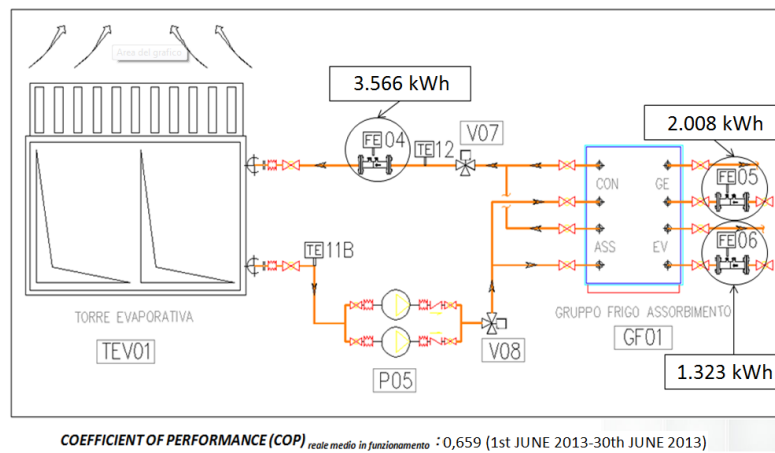 Area del grafico
3.566 kWh
2.008 kWh
FE 04
TE 12
V07
FE 05
CON
GE
FE 06
ASS
EV
TE 11B
TORRE EVAPORATIVA
TEV01
P05
V08
GRUPPO FRIGO ASSORBIMENTO
GF01
1.323 kWh
COEFFICIENT OF PERFORMANCE (COP) reale medio in funzionamento : 0,659 (1st JUNE 2013-30th JUNE 2013)